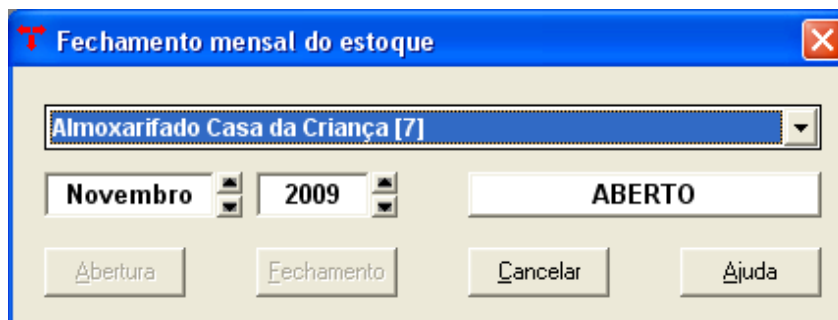 Fechamento mensal do estoque
Almoxarifado Casa da Criança [7]
Novembro 2009 ABERTO
Abertura Fechamento Cancelar Ajuda